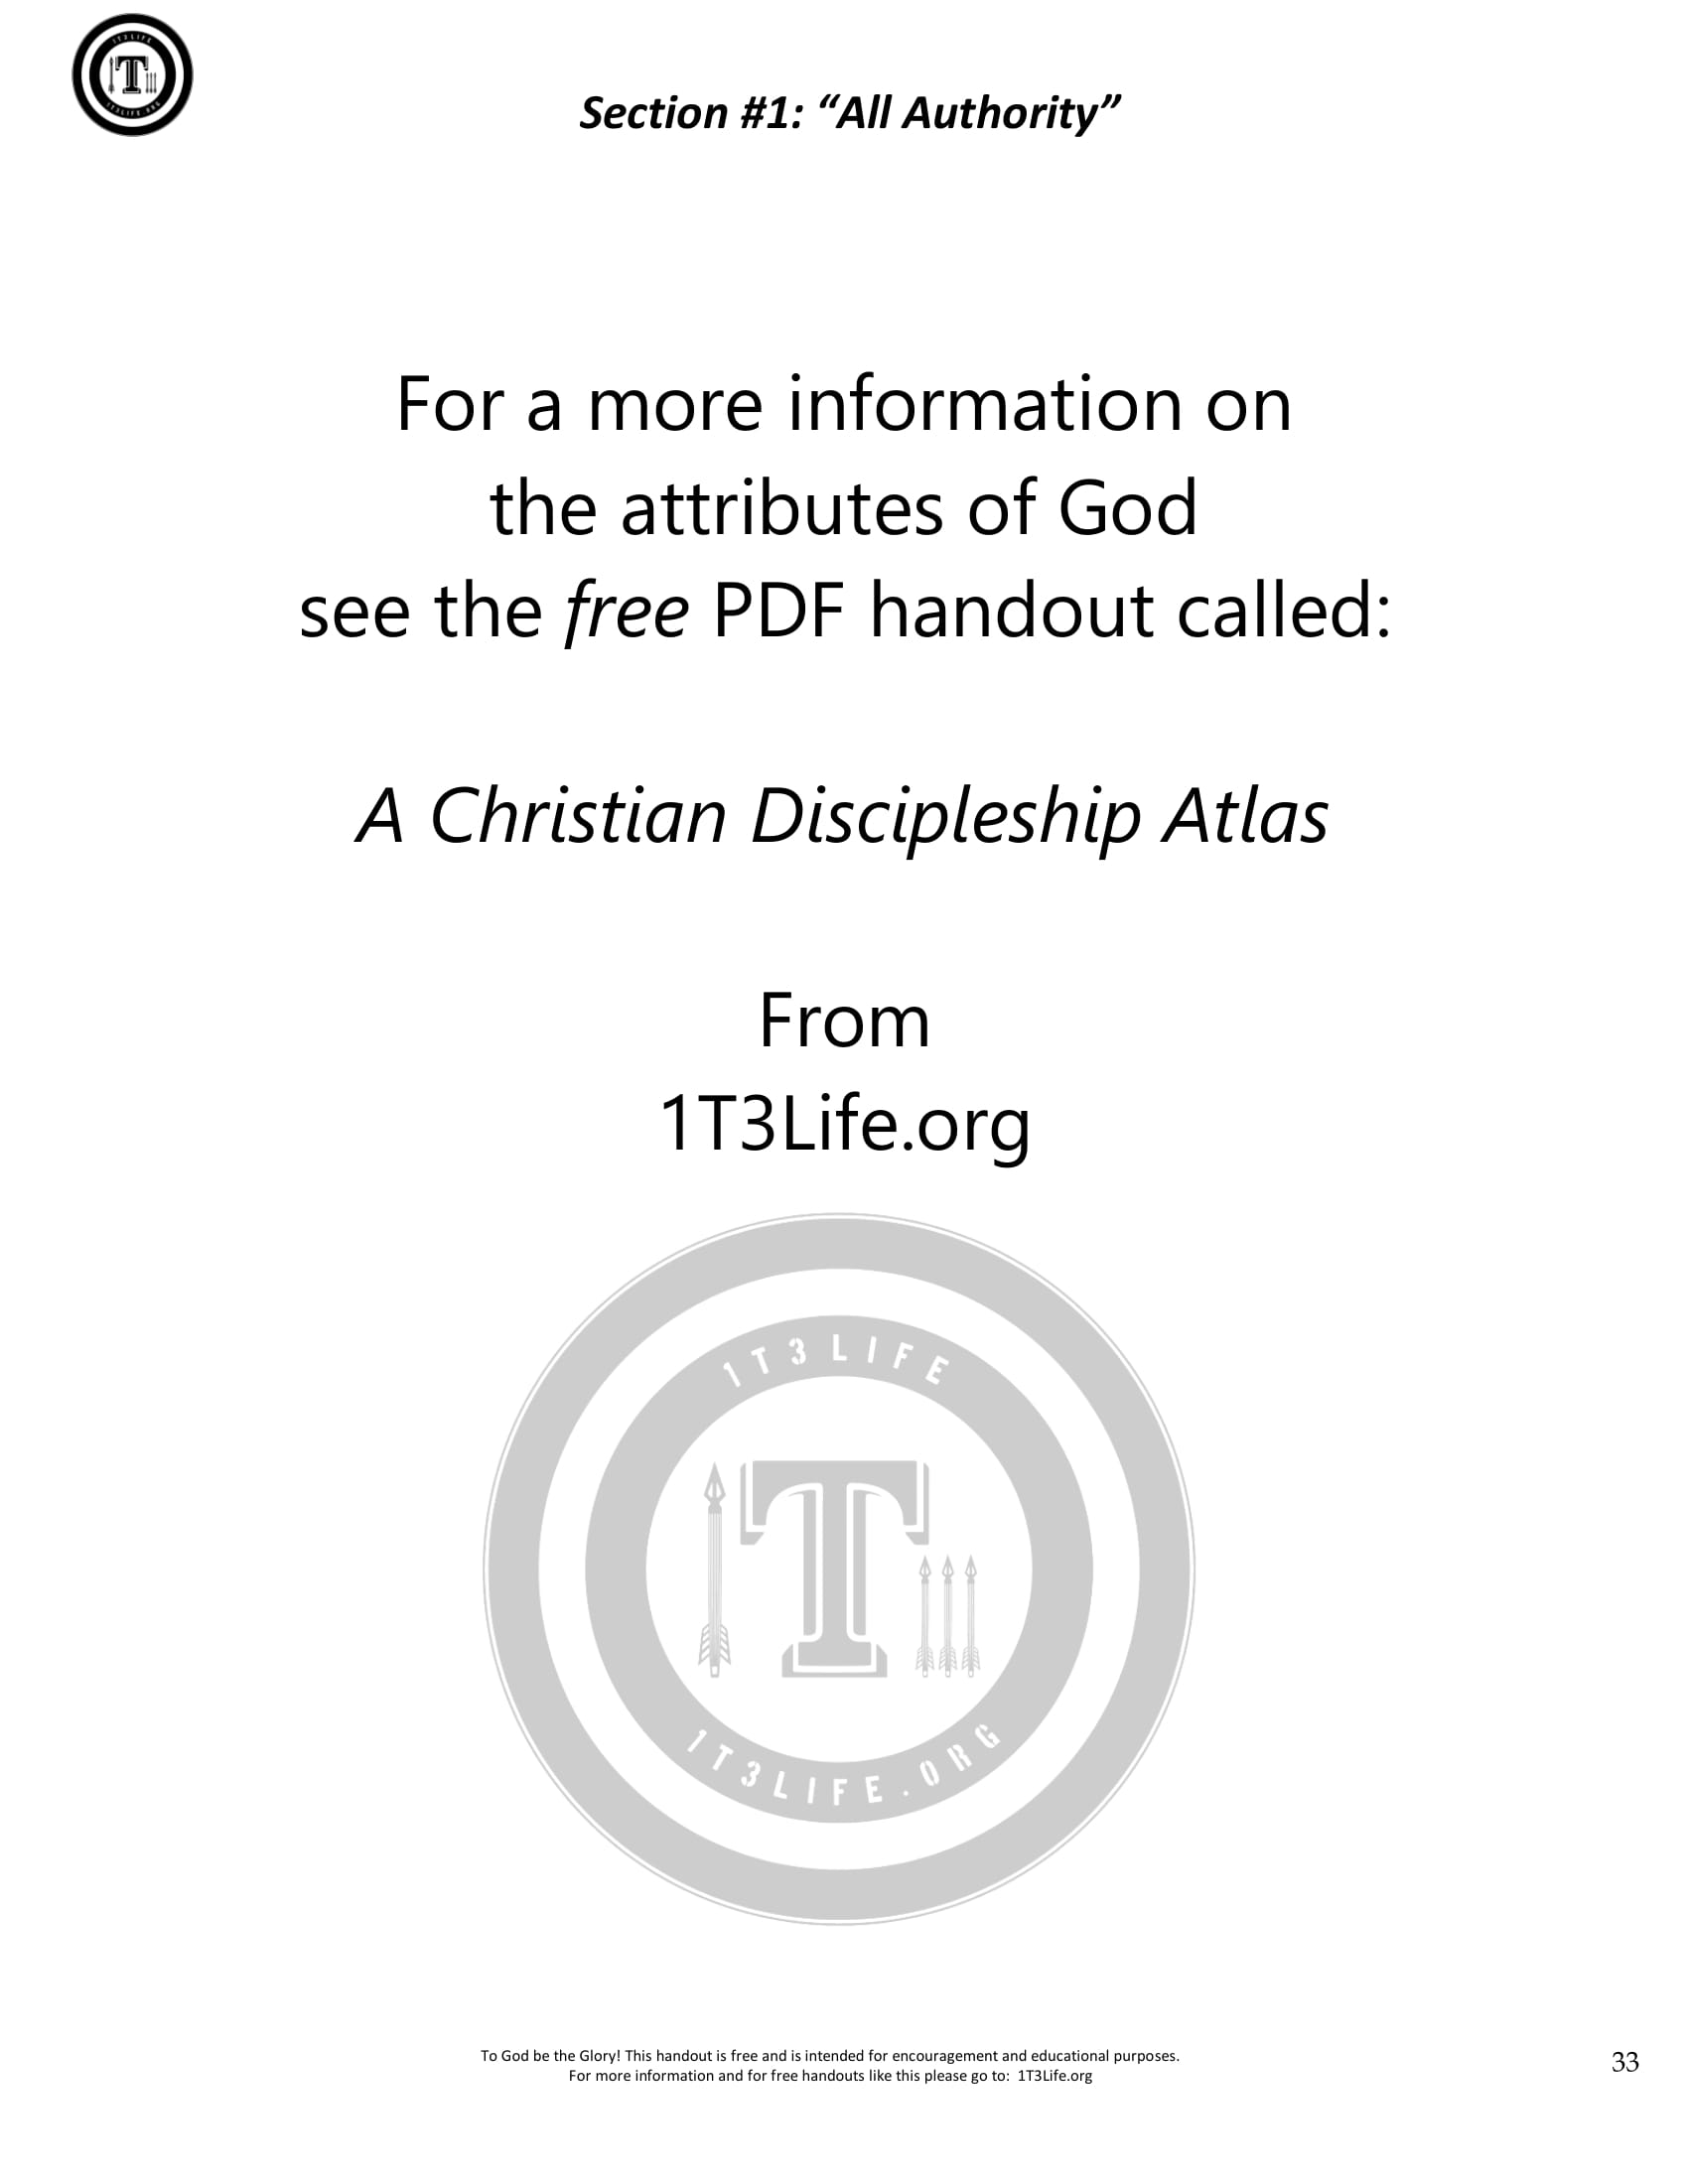 1T3LIFE
T
1T3LIFE.ORG
Section #1: “All Authority”
For a more information on
the attributes of God
see the free PDF handout called:
A Christian Discipleship Atlas
From
1T3Life.org
1T3LIFE
T
1T3LIFE.ORG
To God be the Glory! This handout is free and is intended for encouragement and educational purposes.
For more information and for free handouts like this please go to:  1T3Life.org
33